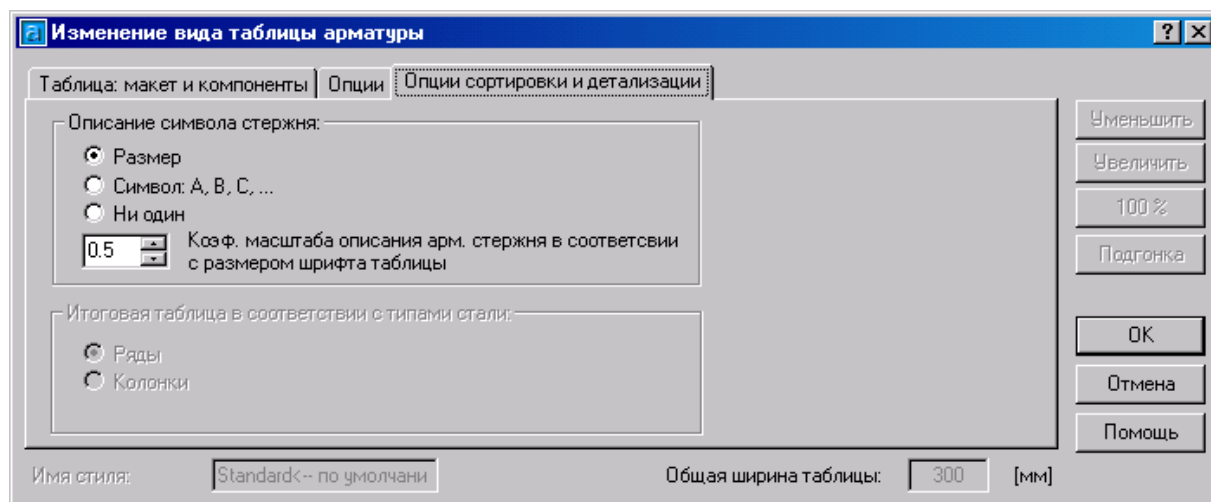 Изменение вида таблицы арматуры
Таблица: макет и компоненты Опции Опции сортировки и детализации
Описание символа стержня:
Размер
Символ: A, B, C, ...
Ни один
0.5
Коэф. масштаба описания арм. стержня в соответсвии
с размером шрифта таблицы
Итоговая таблица в соответствии с типами стали:
Ряды
Колонки
Уменьшить
Увеличить
100 %
Подгонка
OK
Отмена
Помощь
Имя стиля: Standard<-- по умолчани Общая ширина таблицы: 300 [мм]